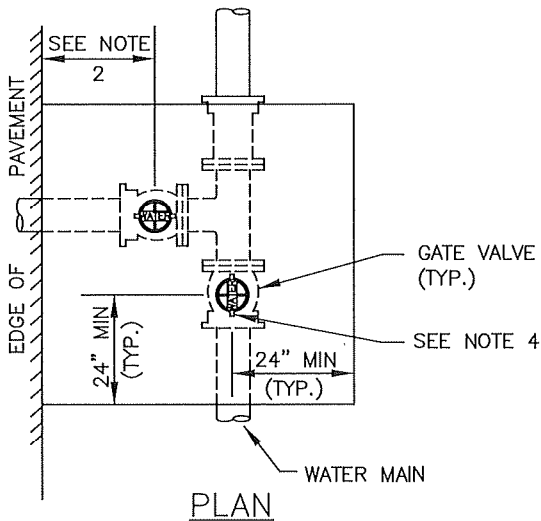 SEE NOTE
2
EDGE OF PAVEMENT
WATER
GATE VALVE
(TYP.)
WATER
SEE NOTE 4
24" MIN
(TYP.)
24" MIN
(TYP.)
WATER MAIN
PLAN